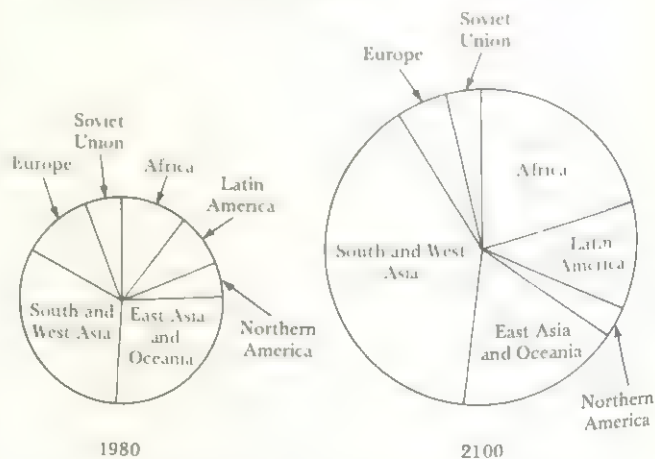 Soviet
Union
Europe
Africa
Latin
America
South and
West Asia
East Asia
and
Oceania
Northern
America
1980
Soviet
Union
Europe
Africa
South and West
Asia
Latin
America
East Asia
and Oceania
Northern
America
2100